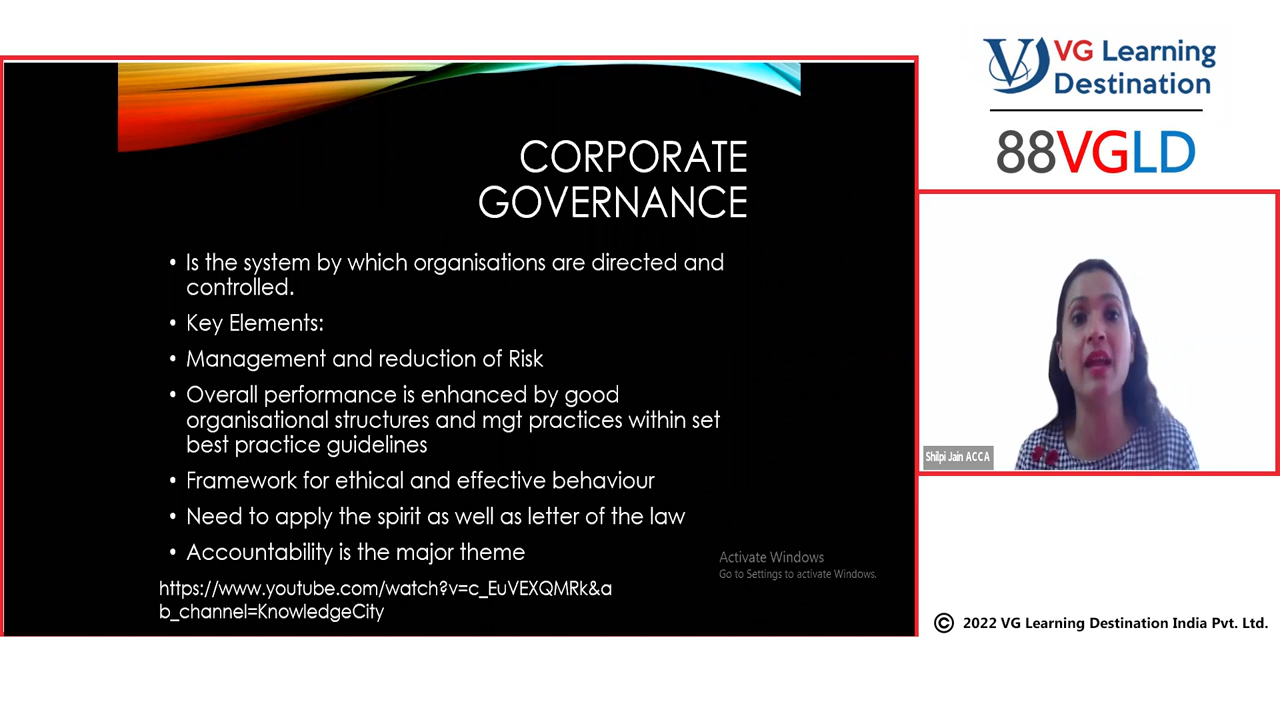 CORPORATE
GOVERNANCE
• Is the system by which organisations are directed and
controlled.
• Key Elements:
• Management and reduction of Risk
• Overall performance is enhanced by good
organisational structures and mgt practices within set
best practice guidelines
• Framework for ethical and effective behaviour
• Need to apply the spirit as well as letter of the law
• Accountability is the major theme
https://www.youtube.com/watch?v=c_EuVEXQMRk&a
b_channel=KnowledgeCity
Activate Windows
Go to Settings to activate Windows.
VG Learning
Destination
88VGLD
Shilpi Jain ACCA
© 2022 VG Learning Destination India Pvt. Ltd.